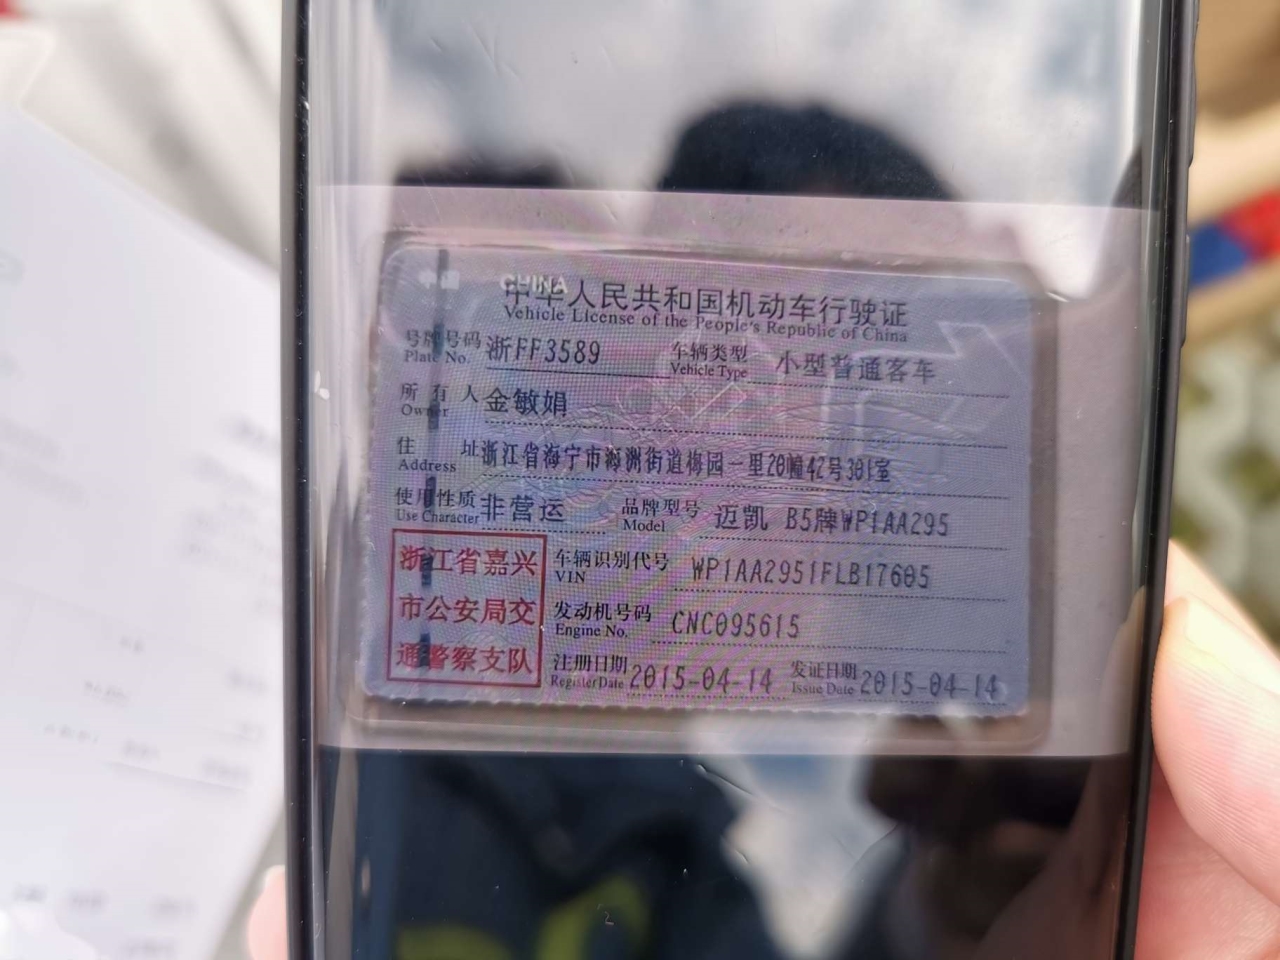 中国 CHINA
中华人民共和国机动车行驶证
Vehicle License of the People's Republic of China
号牌号码 浙FF3589 车辆类型 小型普通客车
Plate No. Vehicle Type
所有人 金敏娟
Owner
住址 浙江省海宁市海洲街道梅园一里20幢42号301室
Address
使用性质 非营运 品牌型号 迈凯 B5牌WP1AA295
Use Character Model
浙江省嘉兴
市公安局交
通警察支队
车辆识别代号 WP1AA2951FLB17605
VIN
发动机号码 CNC095615
Engine No.
注册日期 2015-04-14 发证日期 2015-04-14
Register Date Issue Date